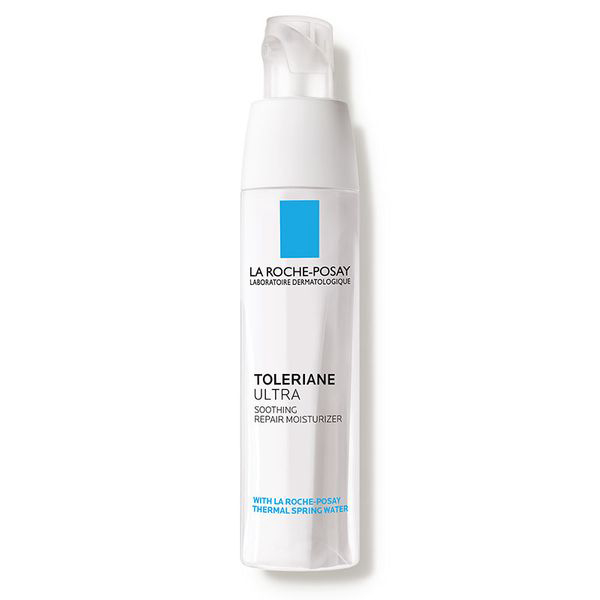 LA ROCHE-POSAY
LABORATOIRE DERMATOLOGIQUE
TOLERIANE
ULTRA
SOOTHING
REPAIR MOISTURIZER
WITH LA ROCHE-POSAY
THERMAL SPRING WATER